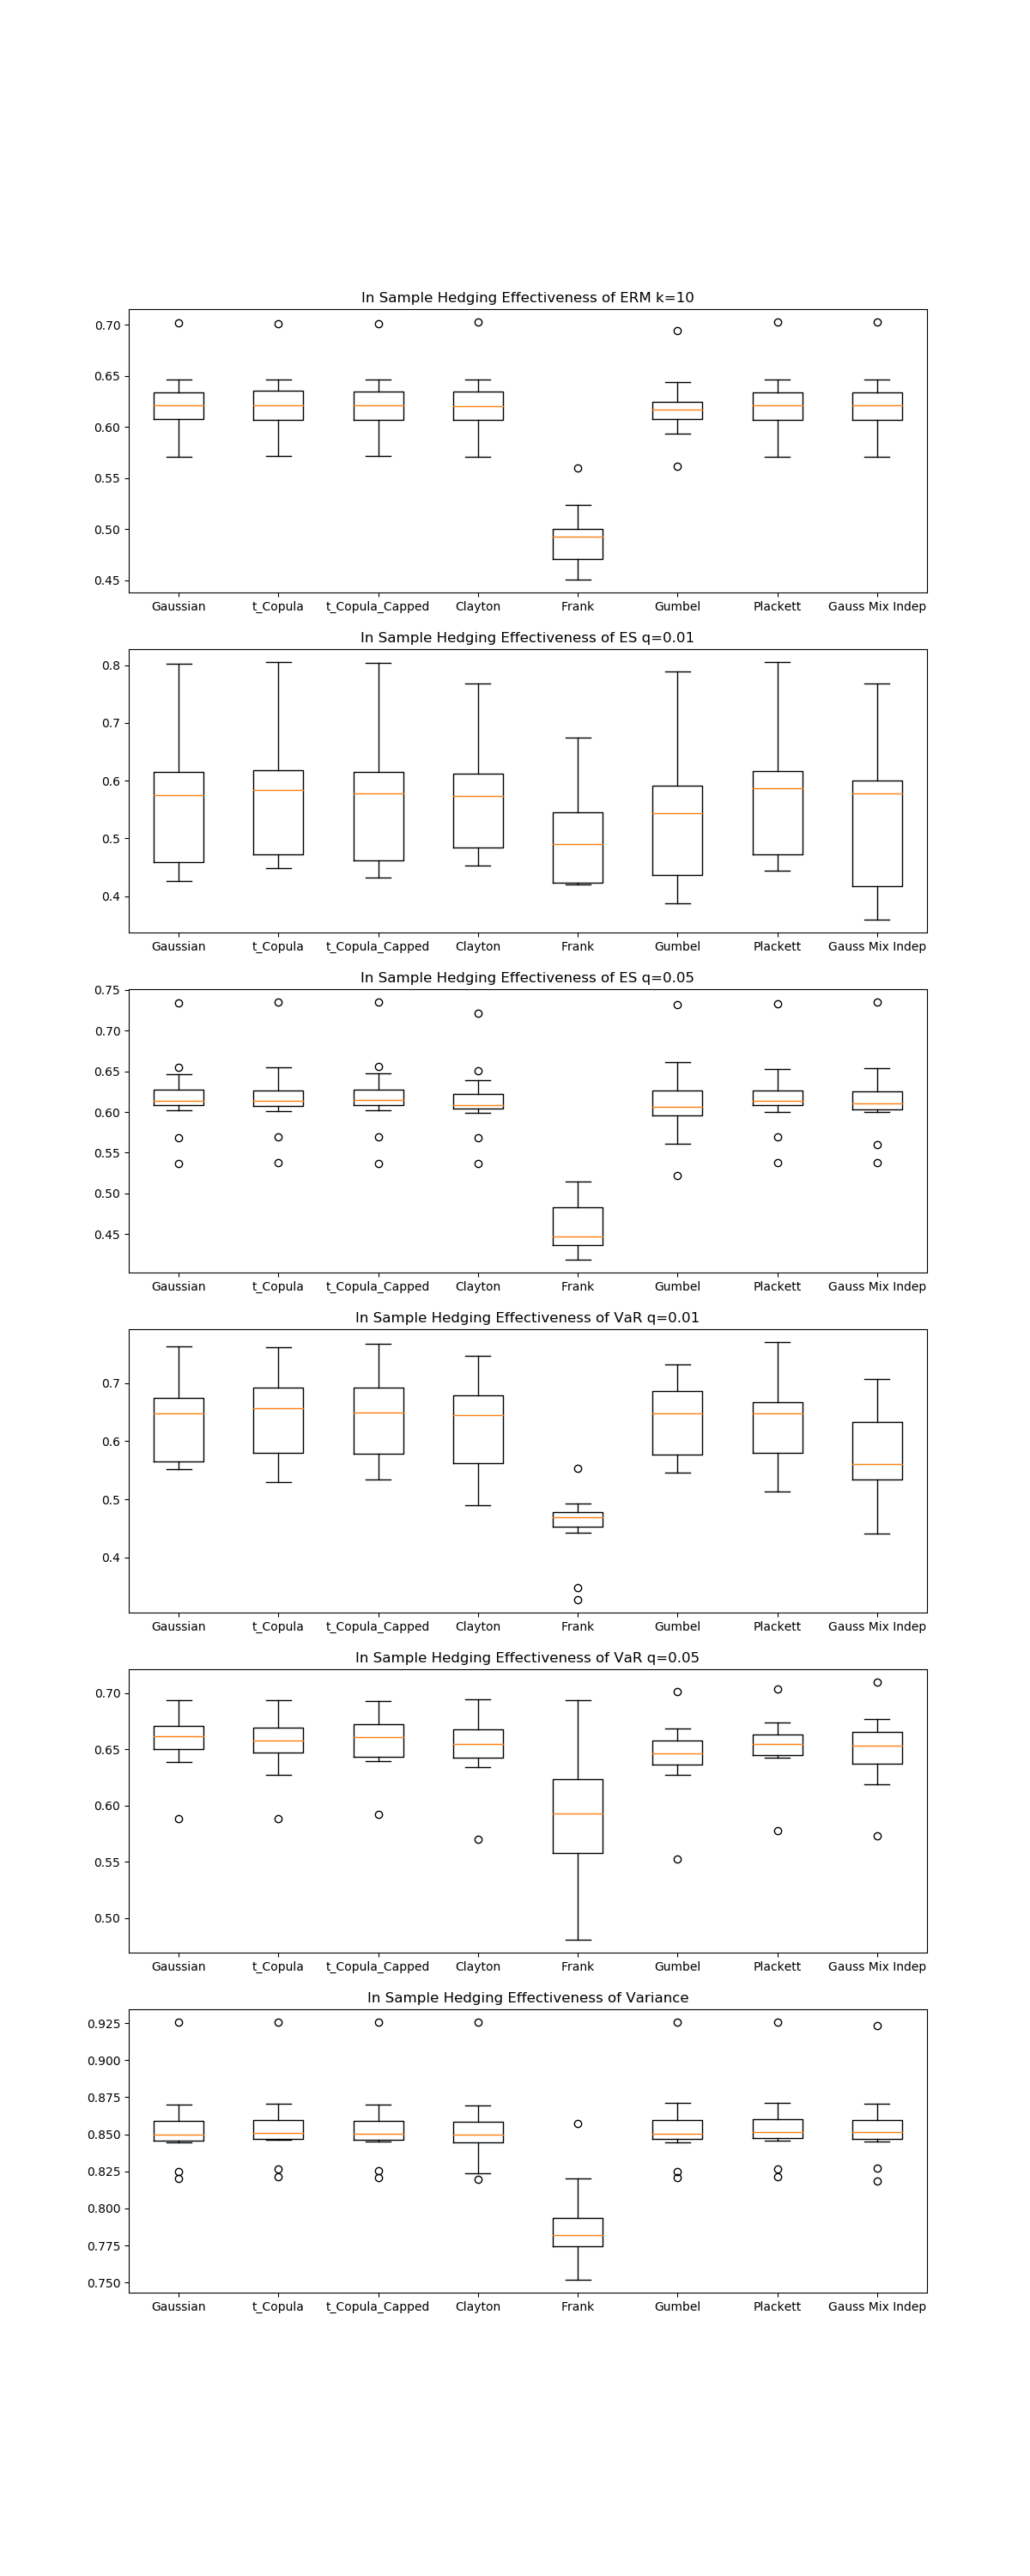 In Sample Hedging Effectiveness of ERM k=10
0.70
0.65
0.60
0.55
0.50
0.45
Gaussian t_Copula t_Copula_Capped Clayton Frank Gumbel Plackett Gauss Mix Indep
In Sample Hedging Effectiveness of ES q=0.01
0.8
0.7
0.6
0.5
0.4
Gaussian t_Copula t_Copula_Capped Clayton Frank Gumbel Plackett Gauss Mix Indep
In Sample Hedging Effectiveness of ES q=0.05
0.75
0.70
0.65
0.60
0.55
0.50
0.45
Gaussian t_Copula t_Copula_Capped Clayton Frank Gumbel Plackett Gauss Mix Indep
In Sample Hedging Effectiveness of VaR q=0.01
0.7
0.6
0.5
0.4
Gaussian t_Copula t_Copula_Capped Clayton Frank Gumbel Plackett Gauss Mix Indep
In Sample Hedging Effectiveness of VaR q=0.05
0.70
0.65
0.60
0.55
0.50
Gaussian t_Copula t_Copula_Capped Clayton Frank Gumbel Plackett Gauss Mix Indep
In Sample Hedging Effectiveness of Variance
0.925
0.900
0.875
0.850
0.825
0.800
0.775
0.750
Gaussian t_Copula t_Copula_Capped Clayton Frank Gumbel Plackett Gauss Mix Indep